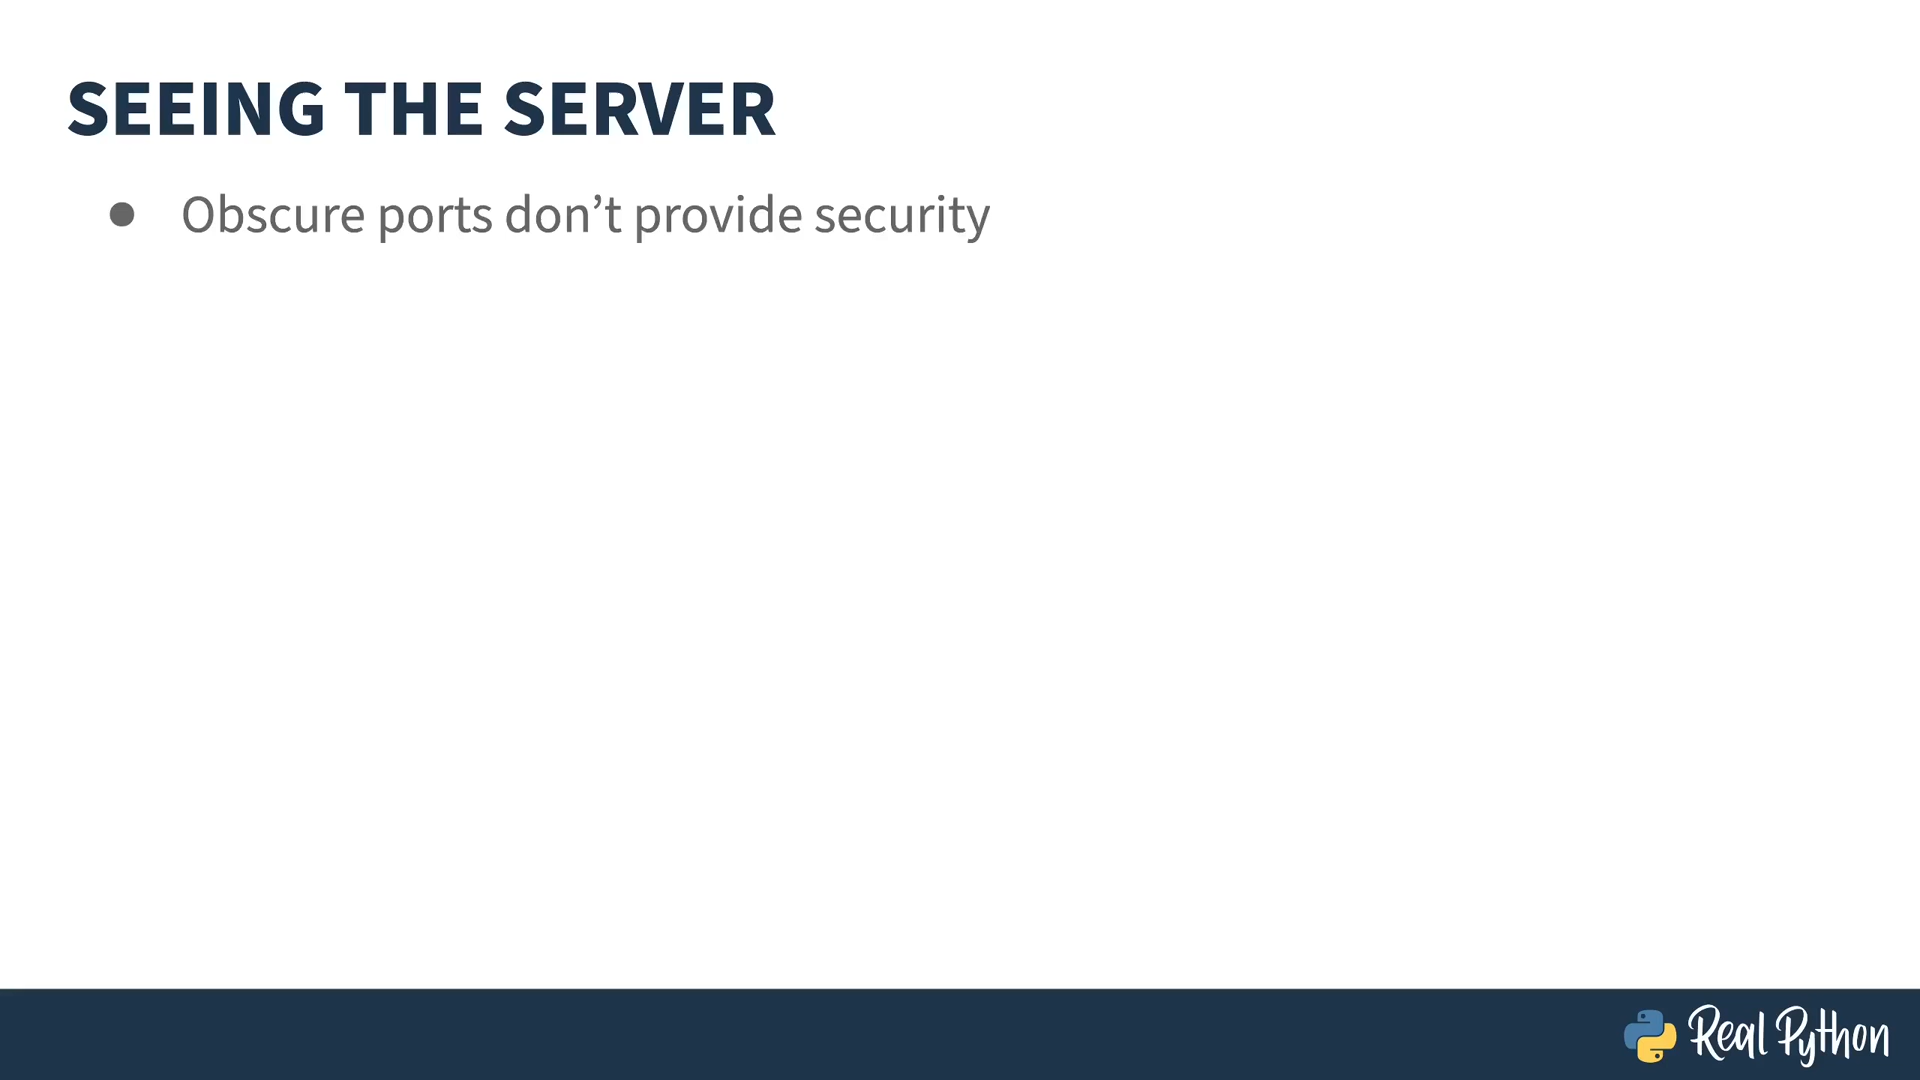 SEEING THE SERVER
● Obscure ports don’t provide security
Real Python